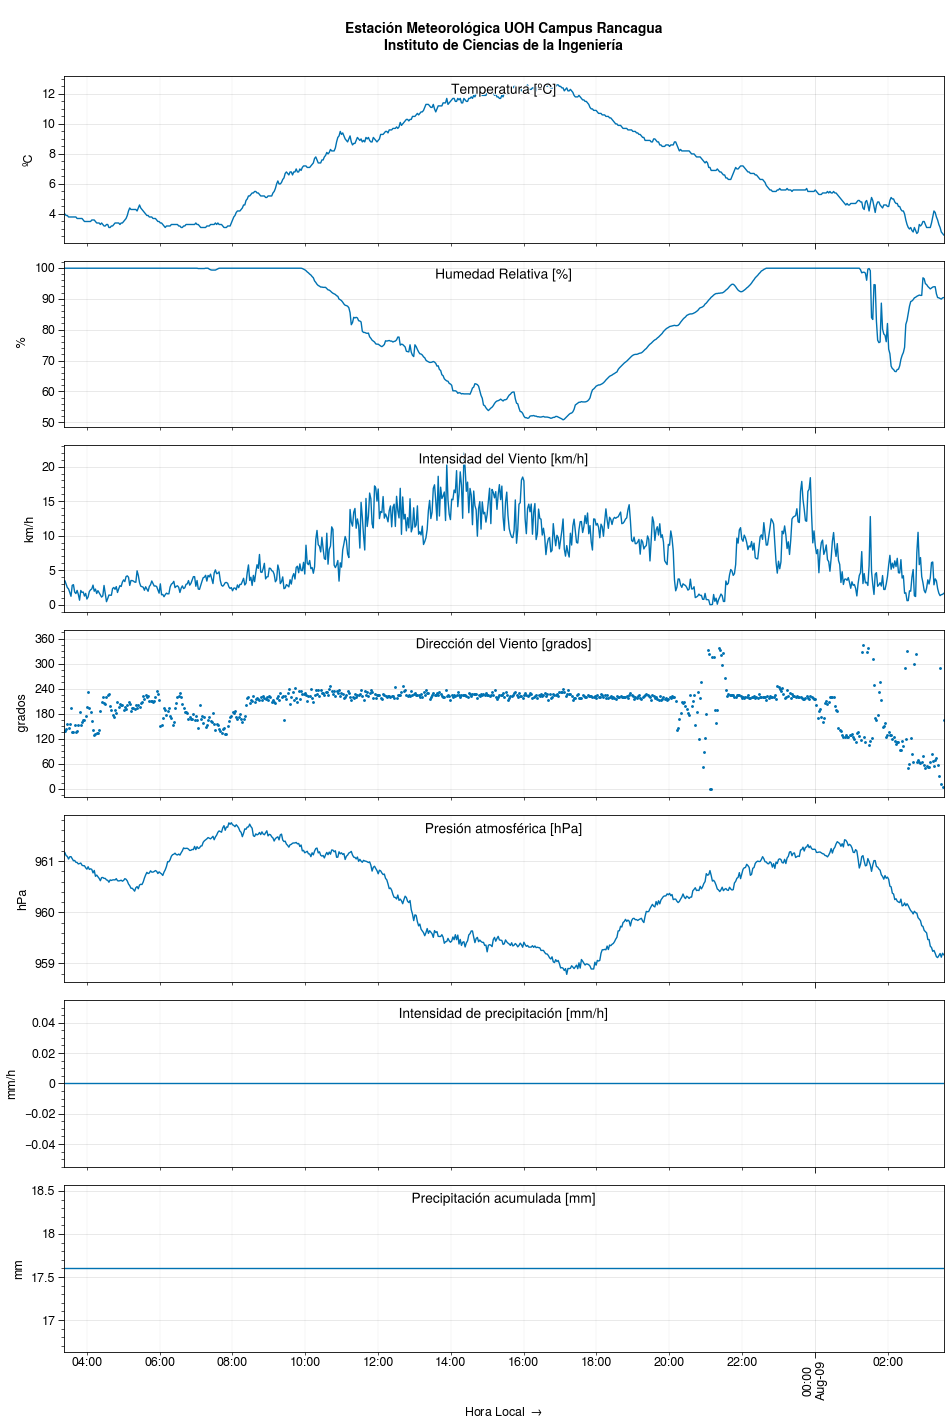 Estación Meteorológica UOH Campus Rancagua
Instituto de Ciencias de la Ingeniería
Temperatura [ºC]
12
10
8
6
4
ºC
Humedad Relativa [%]
100
90
80
70
60
50
%
Intensidad del Viento [km/h]
20
15
10
5
0
km/h
Dirección del Viento [grados]
360
300
240
180
120
60
0
grados
Presión atmosférica [hPa]
961
960
959
hPa
Intensidad de precipitación [mm/h]
0.04
0.02
0
−0.02
−0.04
mm/h
Precipitación acumulada [mm]
18.5
18
17.5
17
mm
04:00 06:00 08:00 10:00 12:00 14:00 16:00 18:00 20:00 22:00 00:00 02:00
Aug-09
Hora Local →